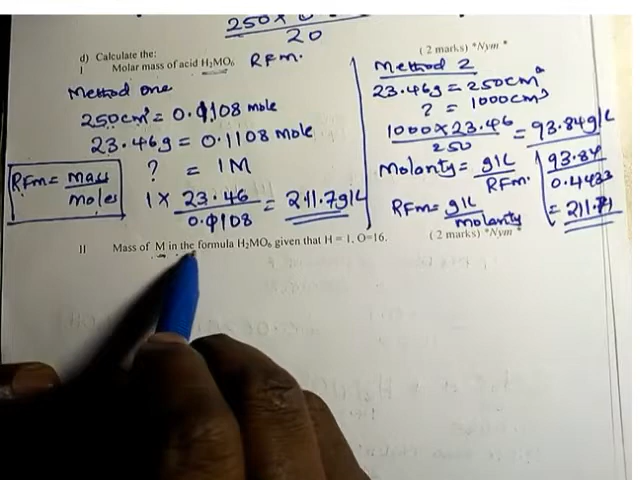 250 x
20
d) Calculate the:
(2 marks) *Nym *
I Molar mass of acid H₂MO₆ RFm.
Method one
250cm³ = 0.1108 mole
23.46g = 0.1108 mole
? = 1M
RFm = mass
moles
1 x 23.46
0.1108
= 211.7g/L
Method 2
23.46g = 250cm³
? = 1000cm³
1000 x 23.46
250
= 93.84g/L
Molarity = g/L
RFM.
RFM = g/L
molarity
93.84
0.4433
= 211.71
II Mass of M in the formula H₂MO₆ given that H = 1, O=16. (2 marks) *Nym *